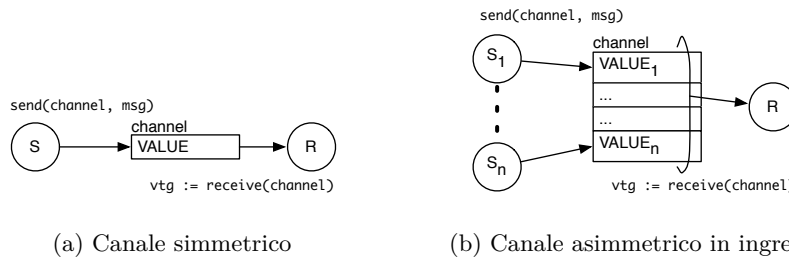 send(channel, msg)
channel
S
VALUE
R
vtg := receive(channel)
(a) Canale simmetrico
send(channel, msg)
channel
S1
VALUE1
...
R
...
Sn
VALUEn
vtg := receive(channel)
(b) Canale asimmetrico in ingre